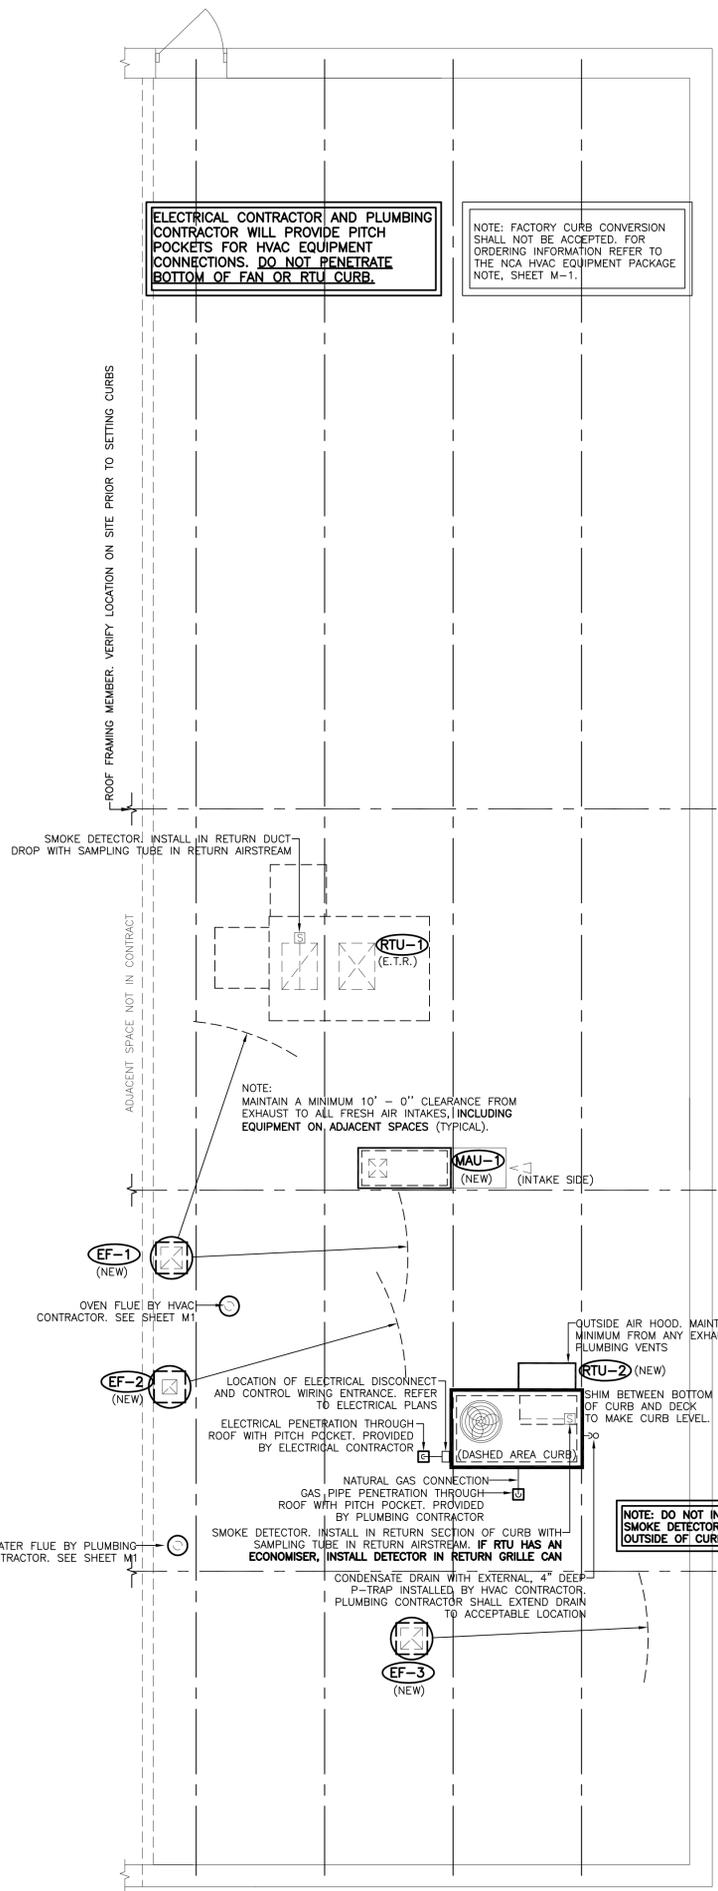 ELECTRICAL CONTRACTOR AND PLUMBING
CONTRACTOR WILL PROVIDE PITCH
POCKETS FOR HVAC EQUIPMENT
CONNECTIONS. DO NOT PENETRATE
BOTTOM OF FAN OR RTU CURB.
NOTE: FACTORY CURB CONVERSION
SHALL NOT BE ACCEPTED. FOR
ORDERING INFORMATION REFER TO
THE NCA HVAC EQUIPMENT PACKAGE
NOTE, SHEET M-1.
ROOF FRAMING MEMBER. VERIFY LOCATION ON SITE PRIOR TO SETTING CURBS
SMOKE DETECTOR. INSTALL IN RETURN DUCT
DROP WITH SAMPLING TUBE IN RETURN AIRSTREAM
S
RTU-1
(E.T.R.)
ADJACENT SPACE NOT IN CONTRACT
NOTE:
MAINTAIN A MINIMUM 10' - 0'' CLEARANCE FROM
EXHAUST TO ALL FRESH AIR INTAKES, INCLUDING
EQUIPMENT ON ADJACENT SPACES (TYPICAL).
MAU-1
(NEW)
(INTAKE SIDE)
EF-1
(NEW)
OVEN FLUE BY HVAC
CONTRACTOR. SEE SHEET M1
OUTSIDE AIR HOOD. MAINT
MINIMUM FROM ANY EXHA
PLUMBING VENTS
EF-2
(NEW)
RTU-2 (NEW)
LOCATION OF ELECTRICAL DISCONNECT
AND CONTROL WIRING ENTRANCE. REFER
TO ELECTRICAL PLANS
SHIM BETWEEN BOTTOM
OF CURB AND DECK
TO MAKE CURB LEVEL.
S
ELECTRICAL PENETRATION THROUGH
ROOF WITH PITCH POCKET. PROVIDED
BY ELECTRICAL CONTRACTOR
(DASHED AREA CURB)
NATURAL GAS CONNECTION
GAS PIPE PENETRATION THROUGH
ROOF WITH PITCH POCKET. PROVIDED
BY PLUMBING CONTRACTOR
NOTE: DO NOT IN
SMOKE DETECTOR
OUTSIDE OF CUR
SMOKE DETECTOR. INSTALL IN RETURN SECTION OF CURB WITH
SAMPLING TUBE IN RETURN AIRSTREAM. IF RTU HAS AN
ECONOMISER, INSTALL DETECTOR IN RETURN GRILLE CAN
ATER FLUE BY PLUMBING
TRACTOR. SEE SHEET M1
CONDENSATE DRAIN WITH EXTERNAL, 4" DEEP
P-TRAP INSTALLED BY HVAC CONTRACTOR.
PLUMBING CONTRACTOR SHALL EXTEND DRAIN
TO ACCEPTABLE LOCATION
EF-3
(NEW)